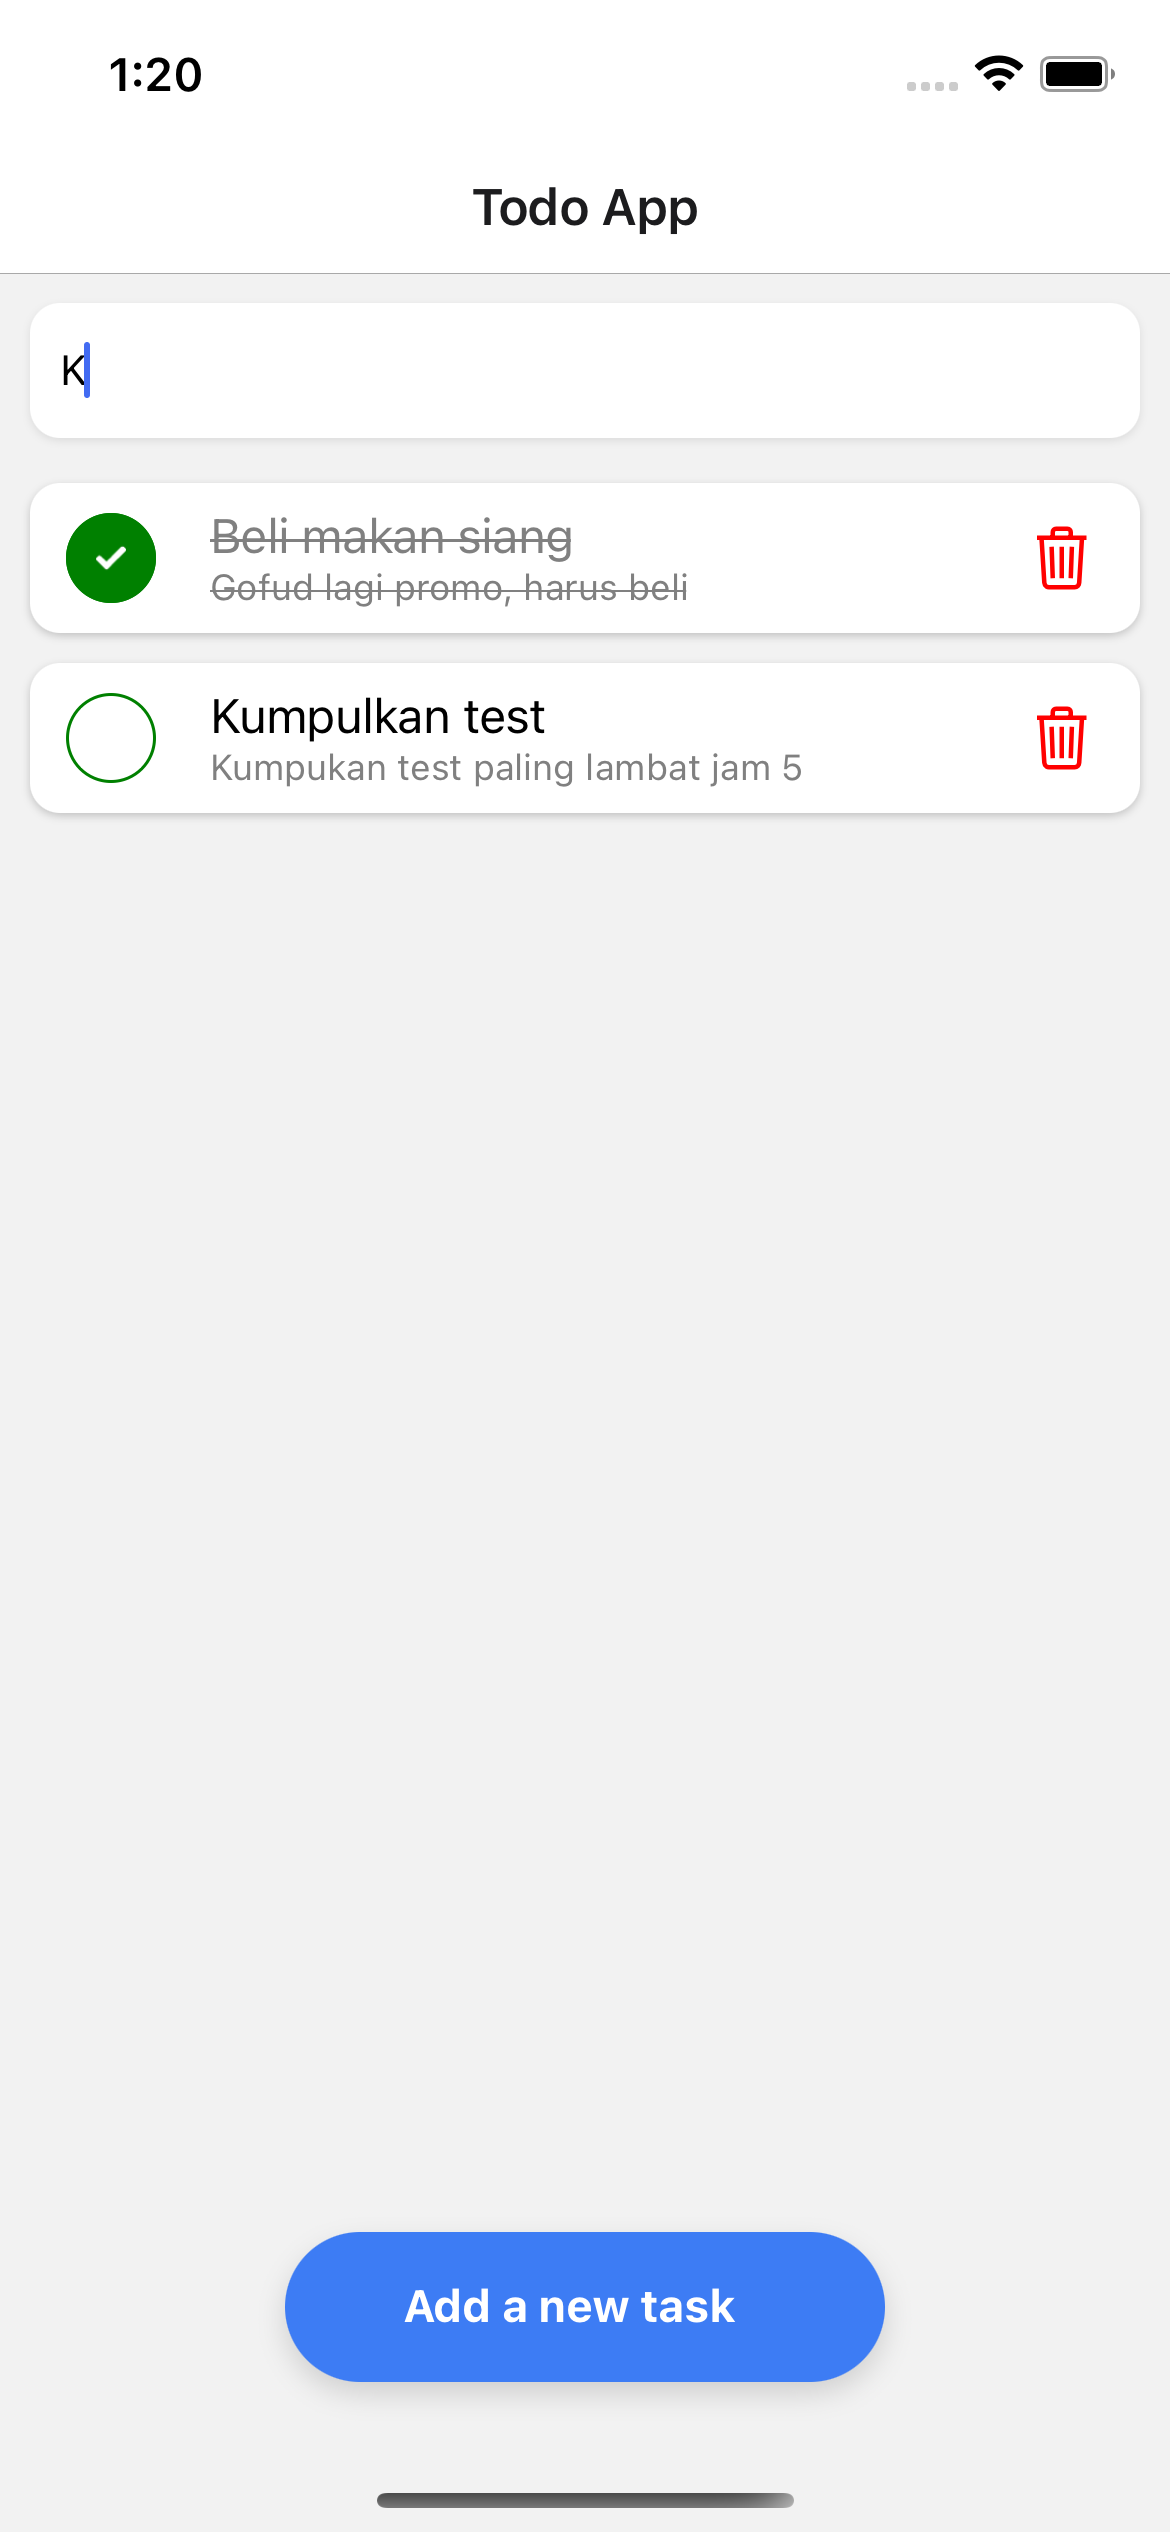 1:20
Todo App
K
Beli makan siang
Gofud lagi promo, harus beli
Kumpulkan test
Kumpukan test paling lambat jam 5
Add a new task